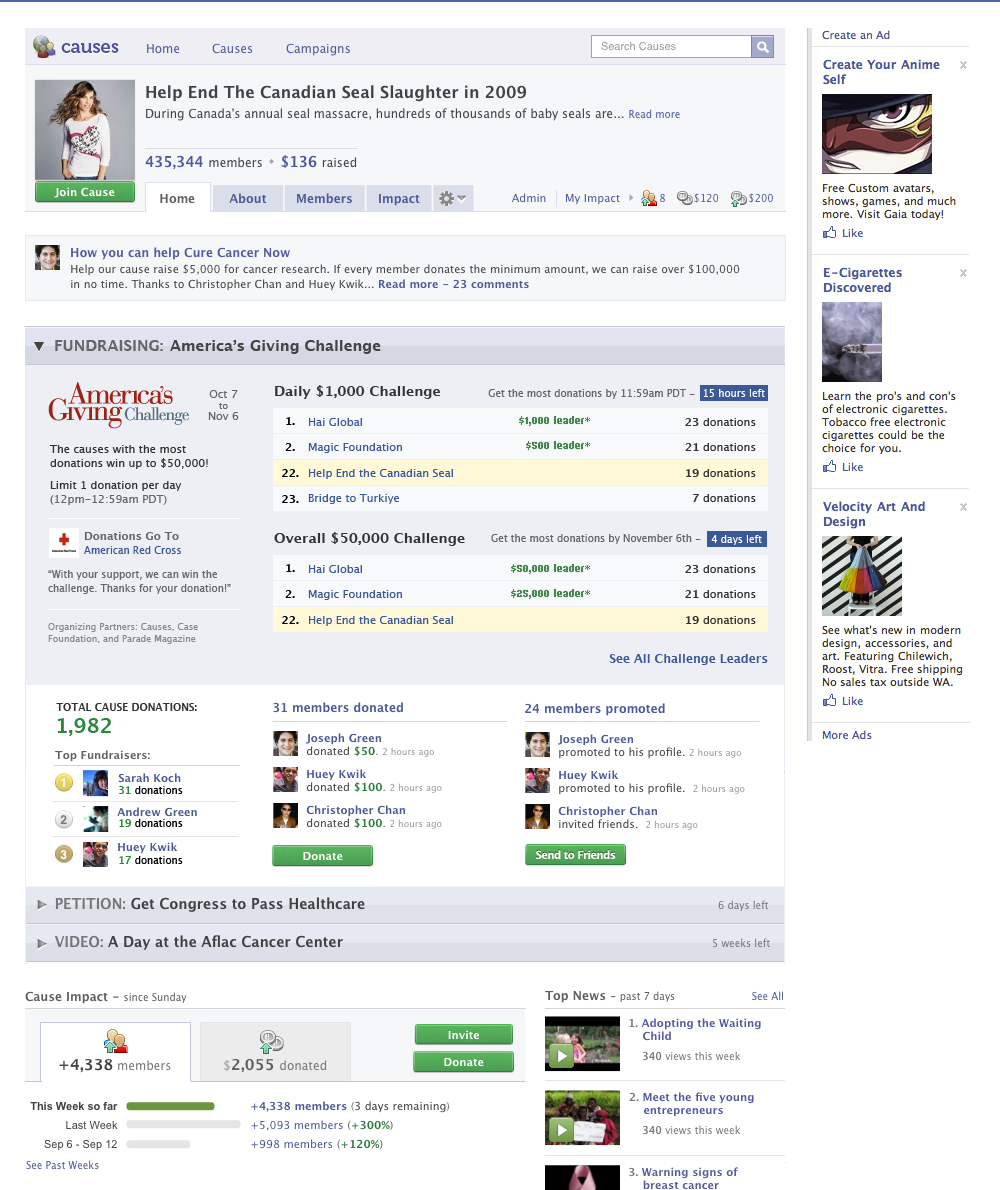 causes
Home
Causes
Campaigns
Search Causes
Help End The Canadian Seal Slaughter in 2009
During Canada's annual seal massacre, hundreds of thousands of baby seals are... Read more
435,344 members • $136 raised
Join Cause
Home
About
Members
Impact
Admin
My Impact
8
$120
$200
How you can help Cure Cancer Now
Help our cause raise $5,000 for cancer research. If every member donates the minimum amount, we can raise over $100,000
in no time. Thanks to Christopher Chan and Huey Kwik... Read more – 23 comments
FUNDRAISING: America's Giving Challenge
America's
Giving Challenge
Oct 7
to
Nov 6
The causes with the most
donations win up to $50,000!
Limit 1 donation per day
(12pm–12:59am PDT)
Donations Go To
American Red Cross
“With your support, we can win the
challenge. Thanks for your donation!”
Organizing Partners: Causes, Case
Foundation, and Parade Magazine
Daily $1,000 Challenge
Get the most donations by 11:59am PDT – 15 hours left
1. Hai Global $1,000 leader* 23 donations
2. Magic Foundation $500 leader* 21 donations
22. Help End the Canadian Seal 19 donations
23. Bridge to Turkiye 7 donations
Overall $50,000 Challenge
Get the most donations by November 6th – 4 days left
1. Hai Global $50,000 leader* 23 donations
2. Magic Foundation $25,000 leader* 21 donations
22. Help End the Canadian Seal 19 donations
See All Challenge Leaders
TOTAL CAUSE DONATIONS:
1,982
Top Fundraisers:
1
Sarah Koch
31 donations
2
Andrew Green
19 donations
3
Huey Kwik
17 donations
31 members donated
Joseph Green
donated $50. 2 hours ago
Huey Kwik
donated $100. 2 hours ago
Christopher Chan
donated $100. 2 hours ago
Donate
24 members promoted
Joseph Green
promoted to his profile. 2 hours ago
Huey Kwik
promoted to his profile. 2 hours ago
Christopher Chan
invited friends. 2 hours ago
Send to Friends
PETITION: Get Congress to Pass Healthcare
6 days left
VIDEO: A Day at the Aflac Cancer Center
5 weeks left
Cause Impact – since Sunday
+4,338 members
$2,055 donated
Invite
Donate
This Week so far
+4,338 members (3 days remaining)
Last Week
+5,093 members (+300%)
Sep 6 - Sep 12
+998 members (+120%)
See Past Weeks
Top News – past 7 days
See All
1. Adopting the Waiting
Child
340 views this week
2. Meet the five young
entrepreneurs
340 views this week
3. Warning signs of
breast cancer
Create an Ad
Create Your Anime
Self
x
Free Custom avatars,
shows, games, and much
more. Visit Gaia today!
Like
E-Cigarettes
Discovered
x
Learn the pro's and con's
of electronic cigarettes.
Tobacco free electronic
cigarettes could be the
choice for you.
Like
Velocity Art And
Design
x
See what's new in modern
design, accessories, and
art. Featuring Chilewich,
Roost, Vitra. Free shipping
No sales tax outside WA.
Like
More Ads